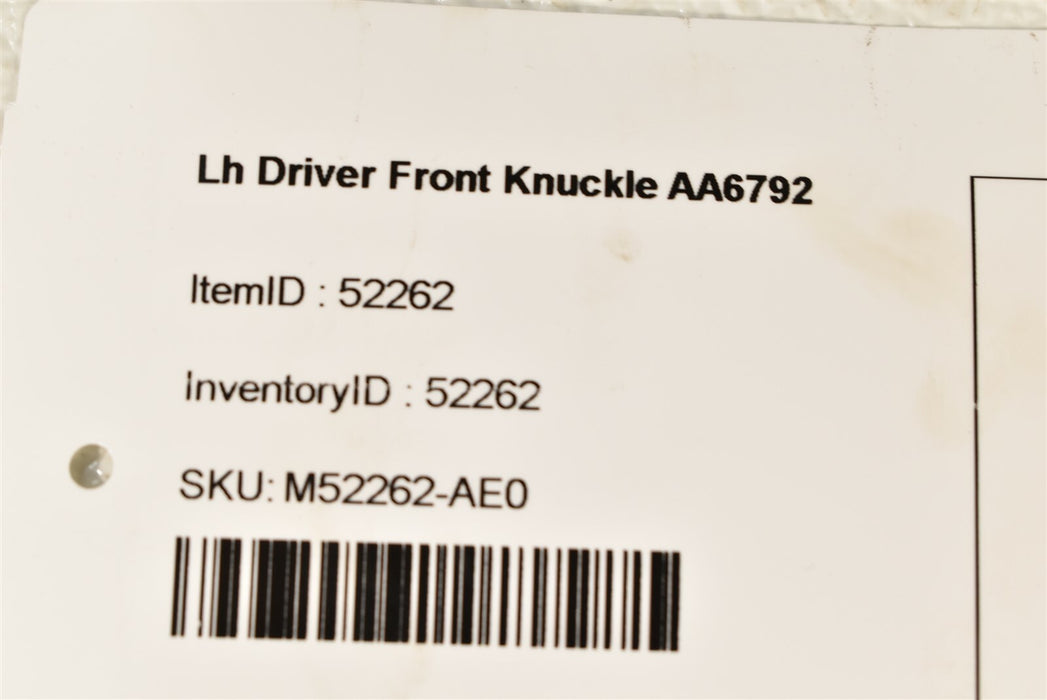 Lh Driver Front Knuckle AA6792
ItemID : 52262
InventoryID : 52262
SKU: M52262-AE0